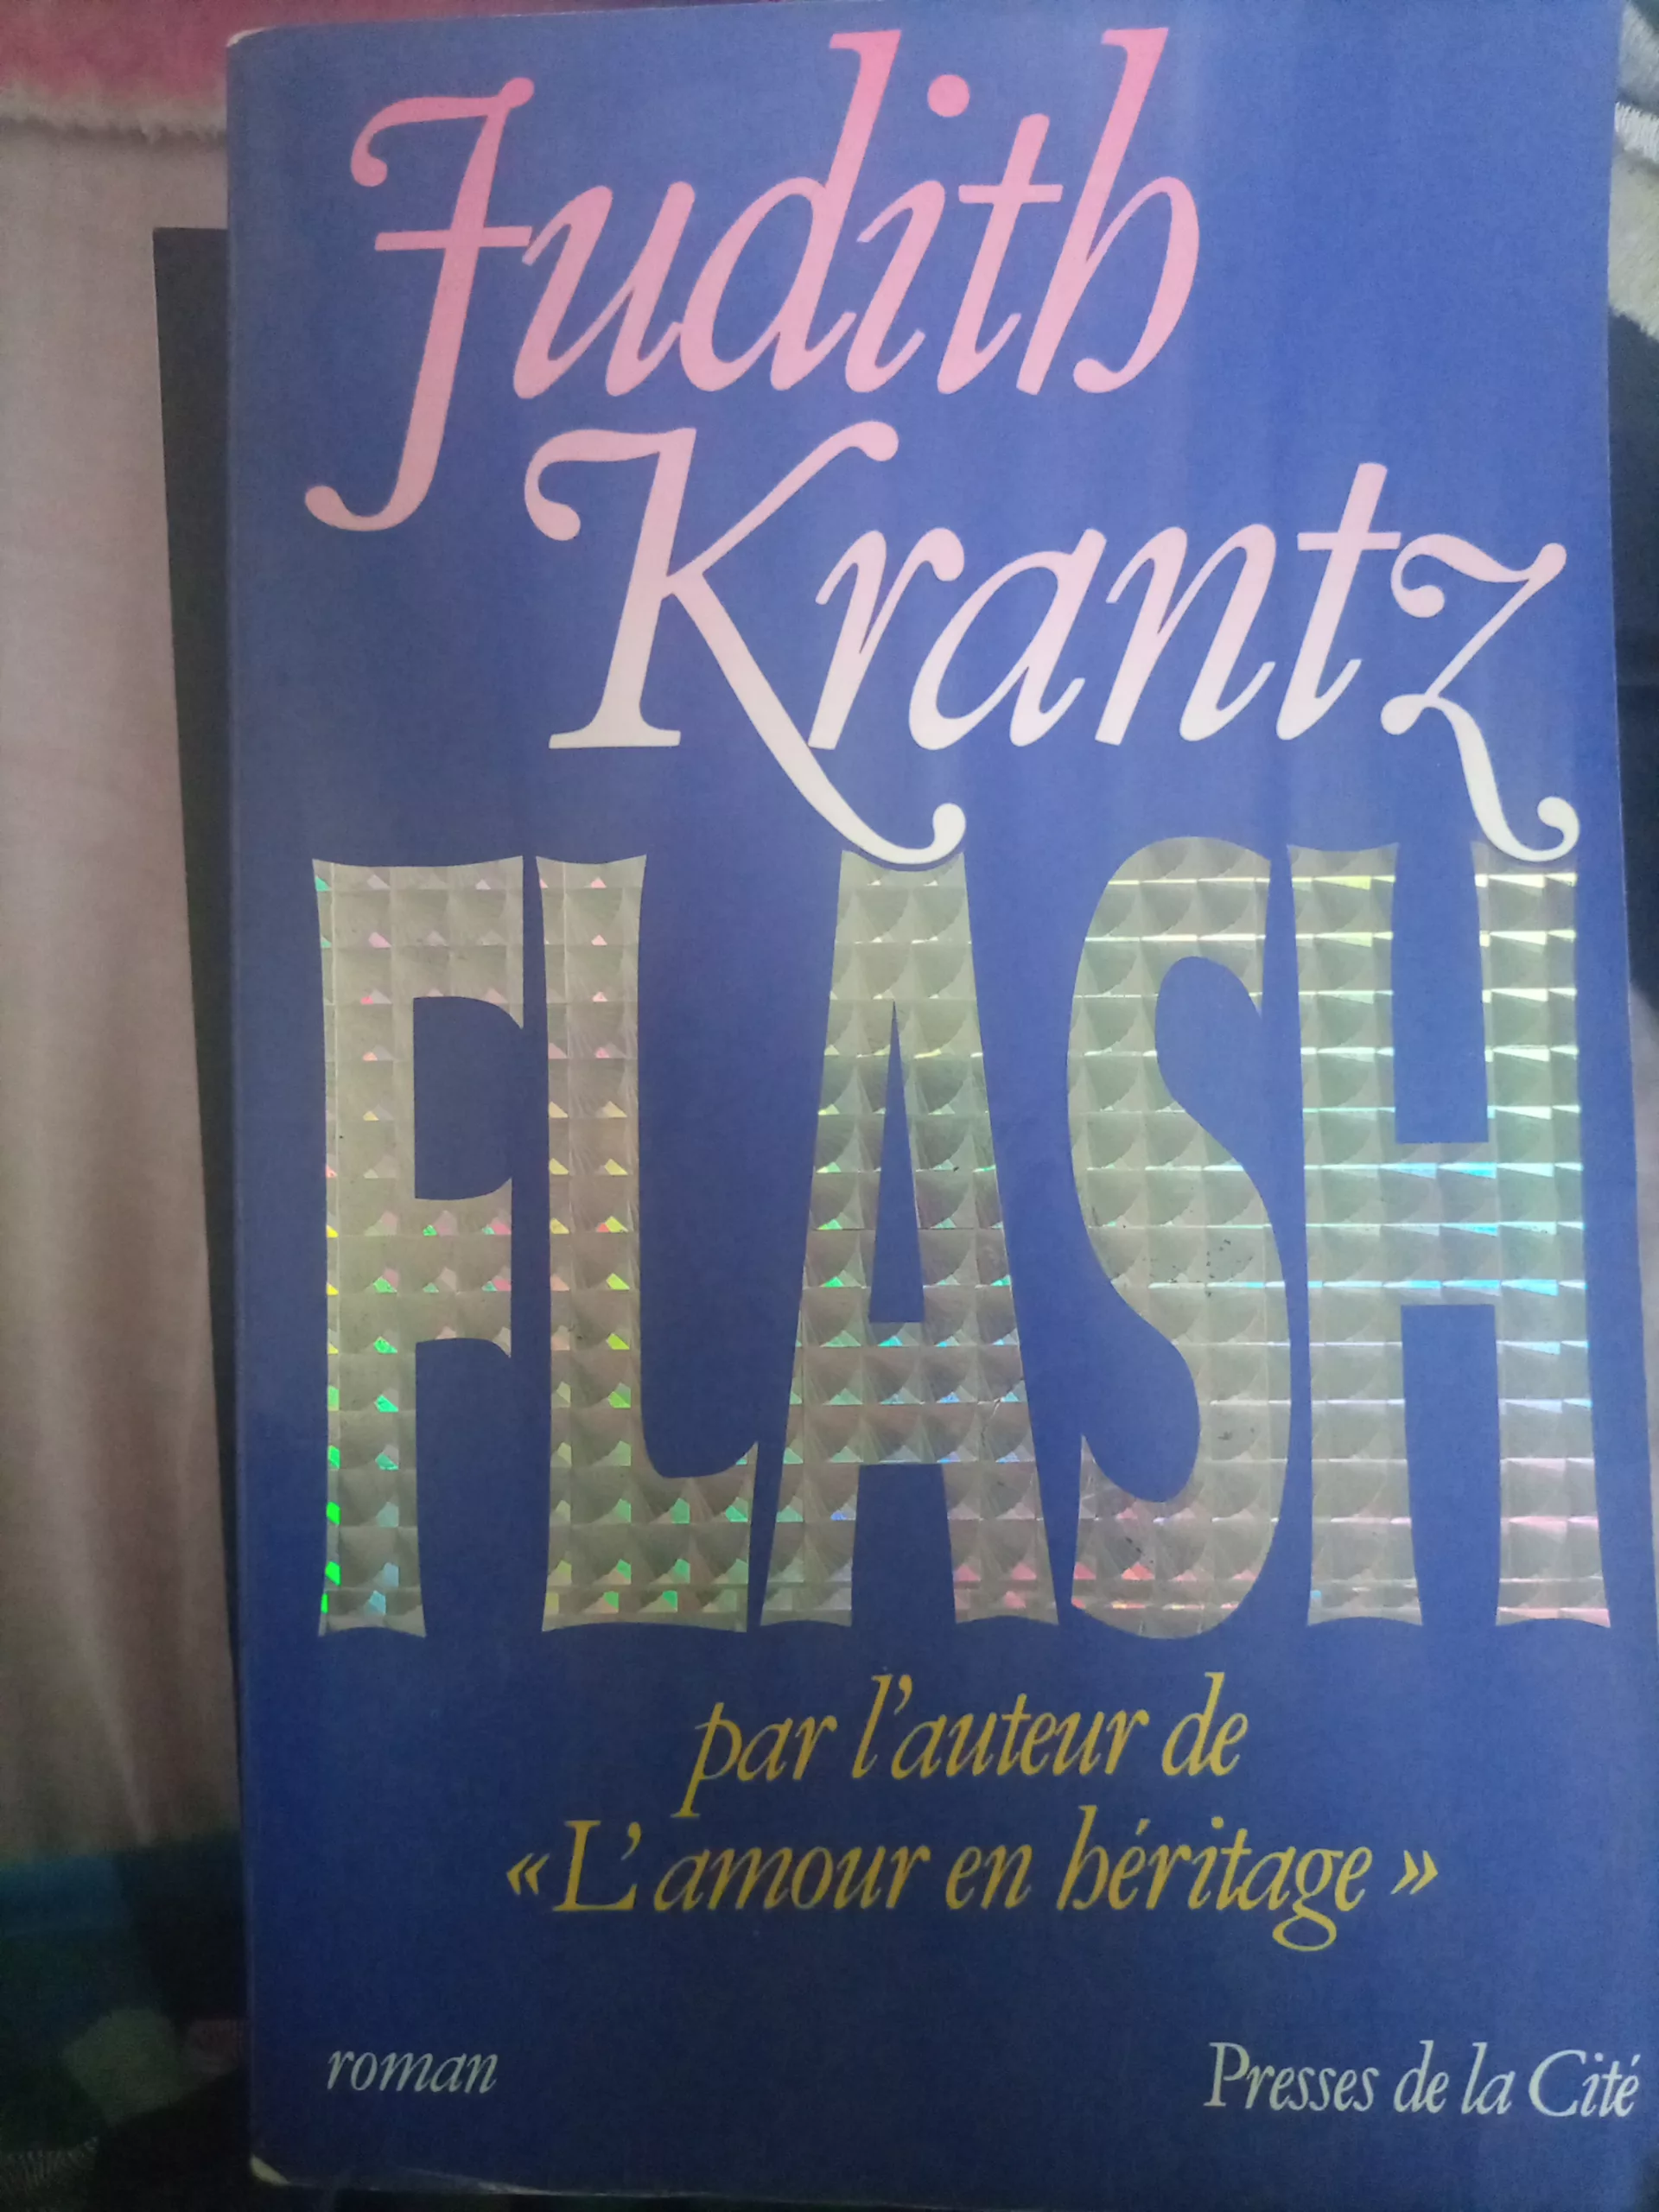 Judith
Krantz
FLASH
par l'auteur de
« L'amour en héritage »
roman
Presses de la Cité